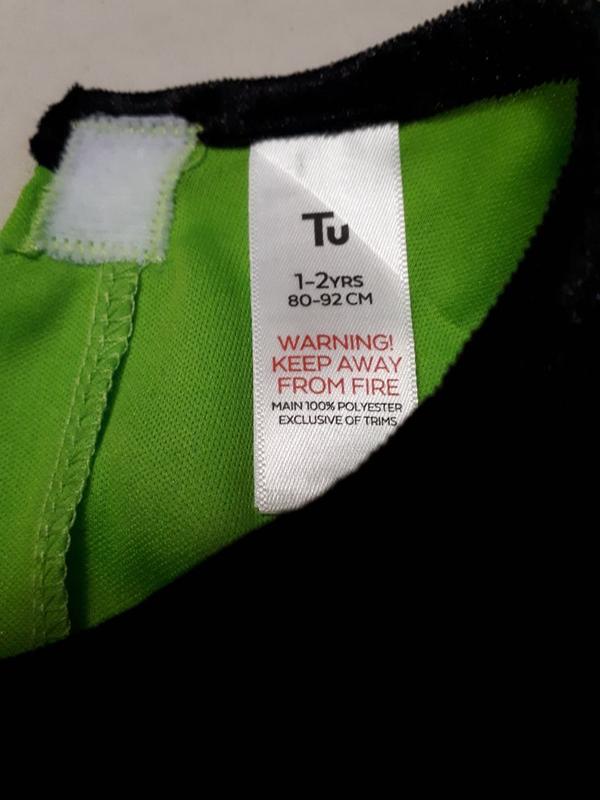 Tu
1-2YRS
80-92 CM
WARNING!
KEEP AWAY
FROM FIRE
MAIN 100% POLYESTER
EXCLUSIVE OF TRIMS